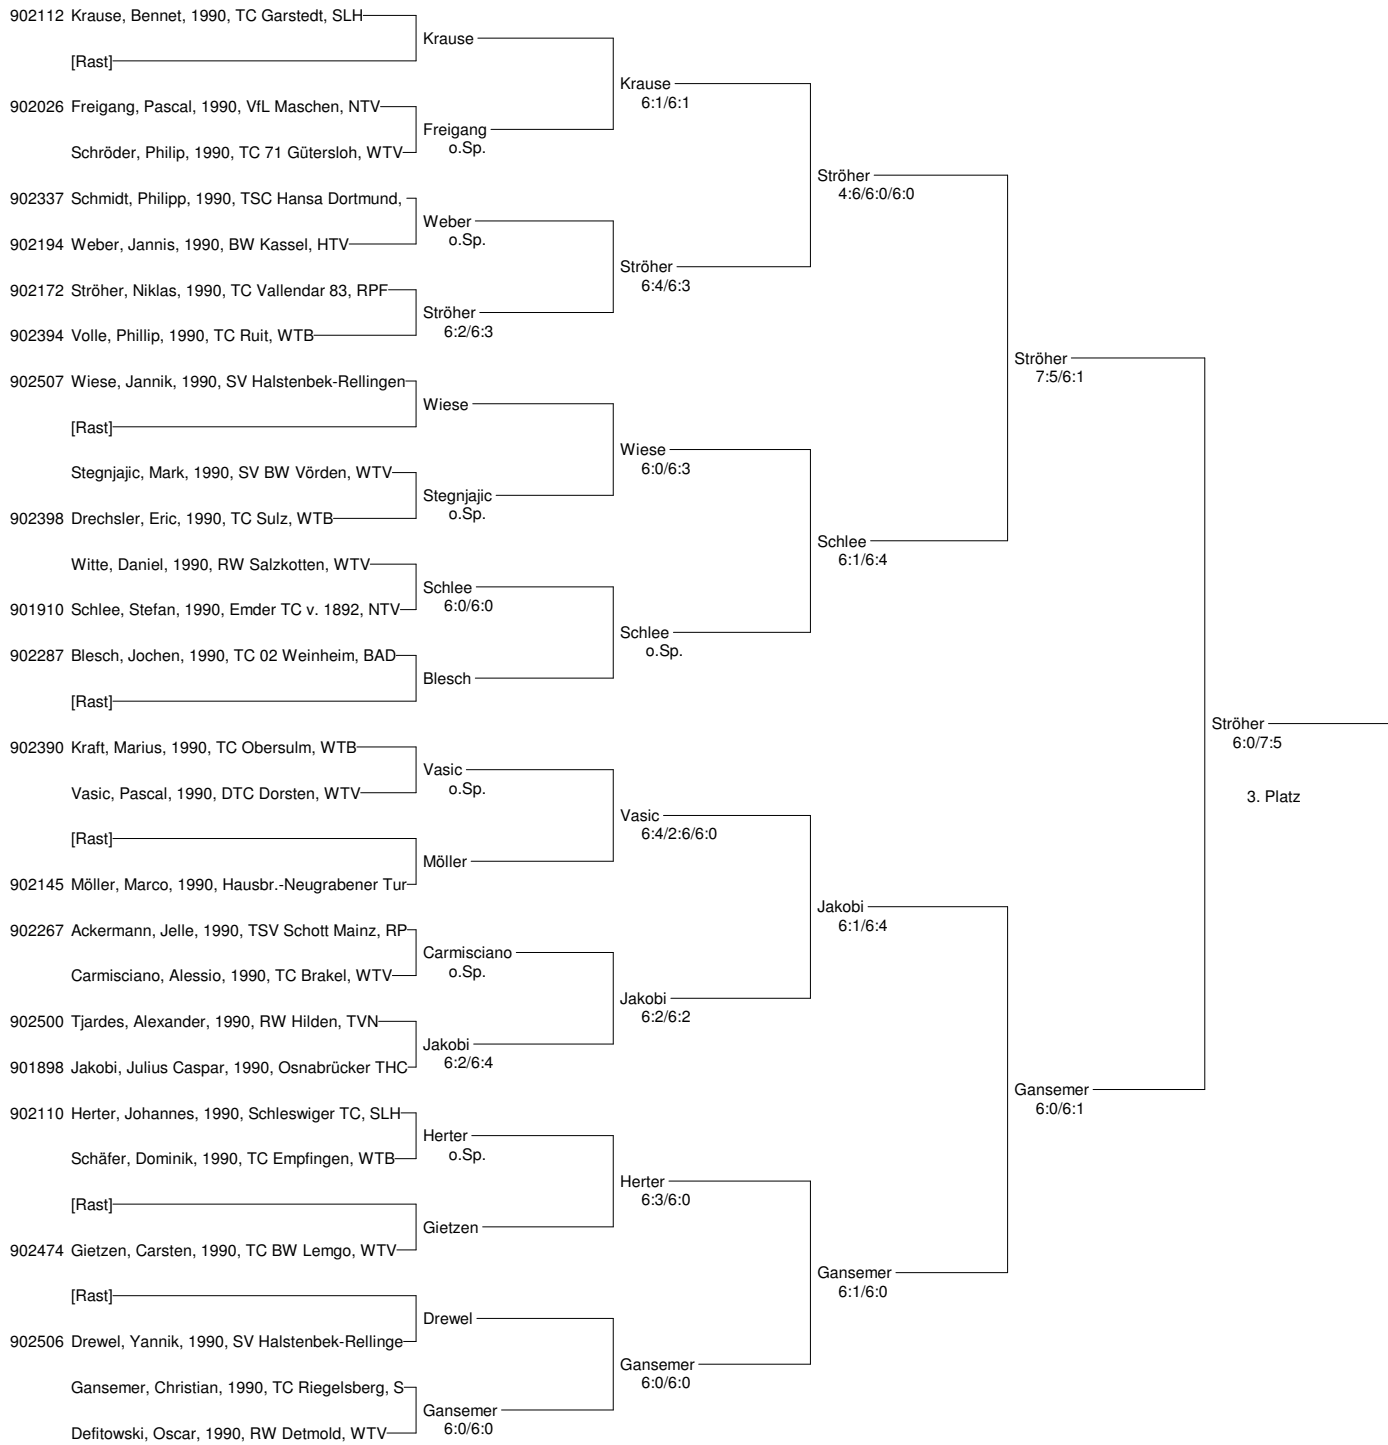 902112 Krause, Bennet, 1990, TC Garstedt, SLH
Krause
[Rast]
Krause
6:1/6:1
902026 Freigang, Pascal, 1990, VfL Maschen, NTV
Freigang
o.Sp.
Schröder, Philip, 1990, TC 71 Gütersloh, WTV
Ströher
4:6/6:0/6:0
902337 Schmidt, Philipp, 1990, TSC Hansa Dortmund,
Weber
o.Sp.
902194 Weber, Jannis, 1990, BW Kassel, HTV
Ströher
6:4/6:3
902172 Ströher, Niklas, 1990, TC Vallendar 83, RPF
Ströher
6:2/6:3
902394 Volle, Phillip, 1990, TC Ruit, WTB
Ströher
7:5/6:1
902507 Wiese, Jannik, 1990, SV Halstenbek-Rellingen
Wiese
[Rast]
Wiese
6:0/6:3
Stegnjajic, Mark, 1990, SV BW Vörden, WTV
Stegnjajic
o.Sp.
902398 Drechsler, Eric, 1990, TC Sulz, WTB
Schlee
6:1/6:4
Witte, Daniel, 1990, RW Salzkotten, WTV
Schlee
6:0/6:0
901910 Schlee, Stefan, 1990, Emder TC v. 1892, NTV
Schlee
o.Sp.
902287 Blesch, Jochen, 1990, TC 02 Weinheim, BAD
Blesch
[Rast]
Ströher
6:0/7:5
902390 Kraft, Marius, 1990, TC Obersulm, WTB
Vasic
o.Sp.
Vasic, Pascal, 1990, DTC Dorsten, WTV
3. Platz
Vasic
6:4/2:6/6:0
[Rast]
Möller
902145 Möller, Marco, 1990, Hausbr.-Neugrabener Tur
Jakobi
6:1/6:4
902267 Ackermann, Jelle, 1990, TSV Schott Mainz, RP
Carmisciano
o.Sp.
Carmisciano, Alessio, 1990, TC Brakel, WTV
Jakobi
6:2/6:2
902500 Tjardes, Alexander, 1990, RW Hilden, TVN
Jakobi
6:2/6:4
901898 Jakobi, Julius Caspar, 1990, Osnabrücker THC
Gansemer
6:0/6:1
902110 Herter, Johannes, 1990, Schleswiger TC, SLH
Herter
o.Sp.
Schäfer, Dominik, 1990, TC Empfingen, WTB
Herter
6:3/6:0
[Rast]
Gietzen
902474 Gietzen, Carsten, 1990, TC BW Lemgo, WTV
Gansemer
6:1/6:0
[Rast]
Drewel
902506 Drewel, Yannik, 1990, SV Halstenbek-Rellinge
Gansemer
6:0/6:0
Gansemer, Christian, 1990, TC Riegelsberg, S
Gansemer
6:0/6:0
Defitowski, Oscar, 1990, RW Detmold, WTV